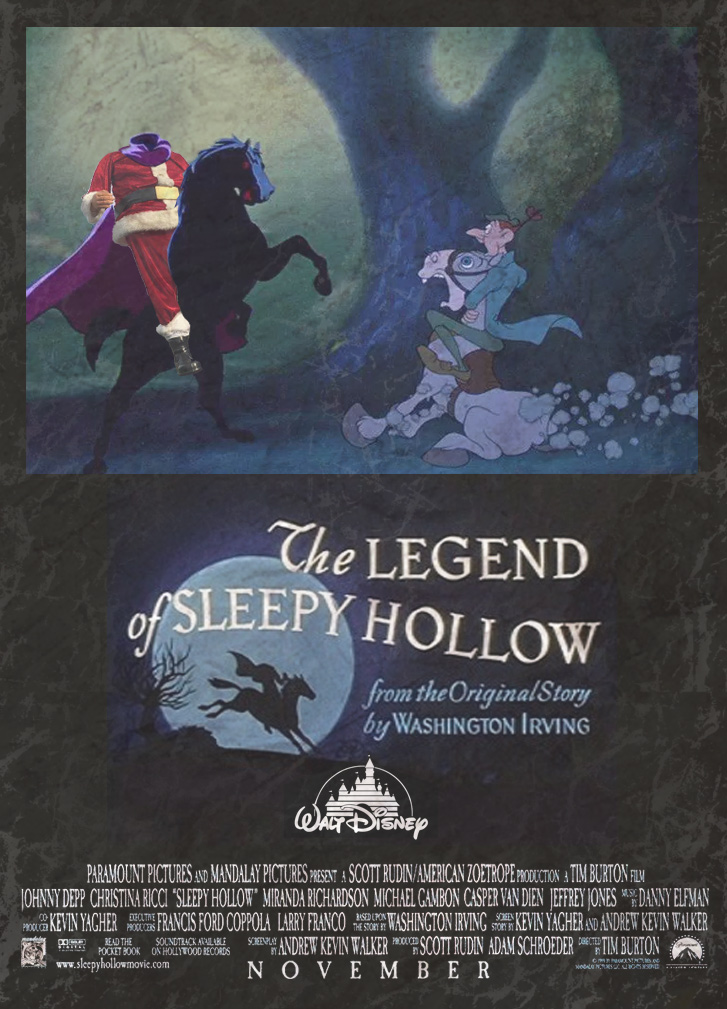 The LEGEND
of SLEEPY HOLLOW
from the Original Story
by WASHINGTON IRVING
WALT DISNEY
PARAMOUNT PICTURES AND MANDALAY PICTURES PRESENT A SCOTT RUDIN/AMERICAN ZOETROPE PRODUCTION A TIM BURTON FILM
JOHNNY DEPP CHRISTINA RICCI "SLEEPY HOLLOW" MIRANDA RICHARDSON MICHAEL GAMBON CASPER VAN DIEN JEFFREY JONES MUSIC BY DANNY ELFMAN
CO-PRODUCER KEVIN YAGHER EXECUTIVE PRODUCERS FRANCIS FORD COPPOLA LARRY FRANCO BASED UPON THE STORY BY WASHINGTON IRVING SCREEN STORY BY KEVIN YAGHER AND ANDREW KEVIN WALKER
READ THE POCKET BOOK SOUNDTRACK AVAILABLE ON HOLLYWOOD RECORDS SCREENPLAY BY ANDREW KEVIN WALKER PRODUCED BY SCOTT RUDIN ADAM SCHROEDER DIRECTED BY TIM BURTON
www.sleepyhollowmovie.com
NOVEMBER